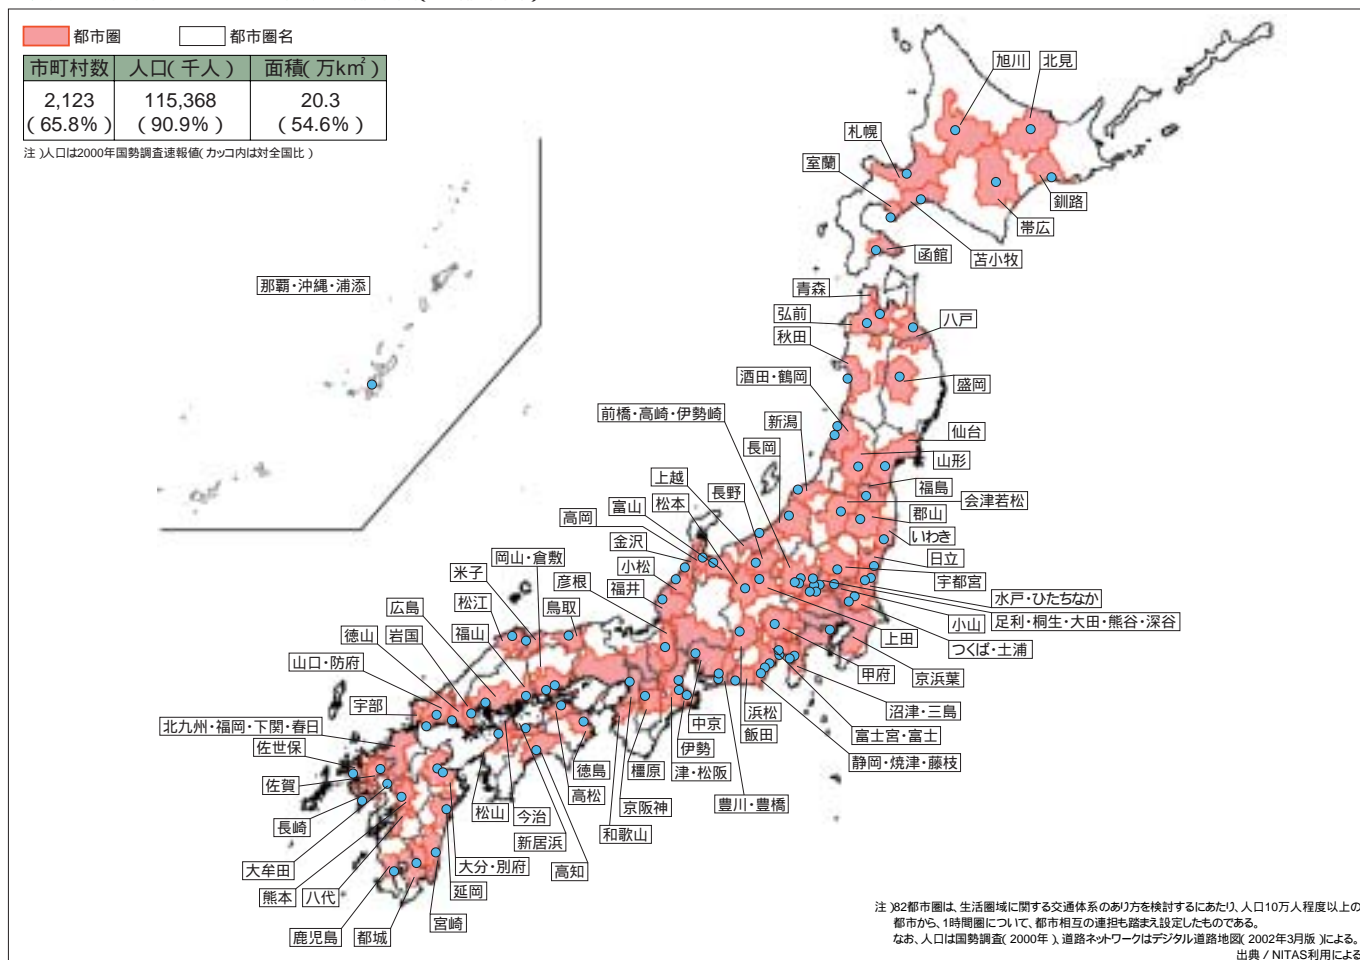 都市圏 都市圏名
市町村数 人口(千人) 面積(万km²)
2,123 115,368 20.3
(65.8%) (90.9%) (54.6%)
注)人口は2000年国勢調査速報値(カッコ内は対全国比)
旭川
北見
札幌
室蘭
釧路
帯広
苫小牧
函館
那覇・沖縄・浦添
青森
弘前
八戸
秋田
盛岡
酒田・鶴岡
前橋・高崎・伊勢崎
新潟
仙台
長岡
山形
上越
福島
長野
会津若松
富山
松本
郡山
高岡
いわき
金沢
日立
岡山・倉敷
小松
宇都宮
米子
彦根
福井
水戸・ひたちなか
広島
松江
鳥取
小山
足利・桐生・大田・熊谷・深谷
徳山
岩国
福山
上田
つくば・土浦
山口・防府
甲府
京浜葉
宇部
浜松
沼津・三島
北九州・福岡・下関・春日
中京
飯田
富士宮・富士
佐世保
伊勢
静岡・焼津・藤枝
佐賀
徳島
橿原
津・松阪
高松
京阪神
豊川・豊橋
長崎
松山
今治
和歌山
新居浜
大牟田
大分・別府
高知
熊本
八代
延岡
宮崎
鹿児島
都城
注)82都市圏は、生活圏域に関する交通体系のあり方を検討するにあたり、人口10万人程度以上の
都市から、1時間圏について、都市相互の連担も踏まえ設定したものである。
なお、人口は国勢調査(2000年)、道路ネットワークはデジタル道路地図(2002年3月版)による。
出典/NITAS利用による